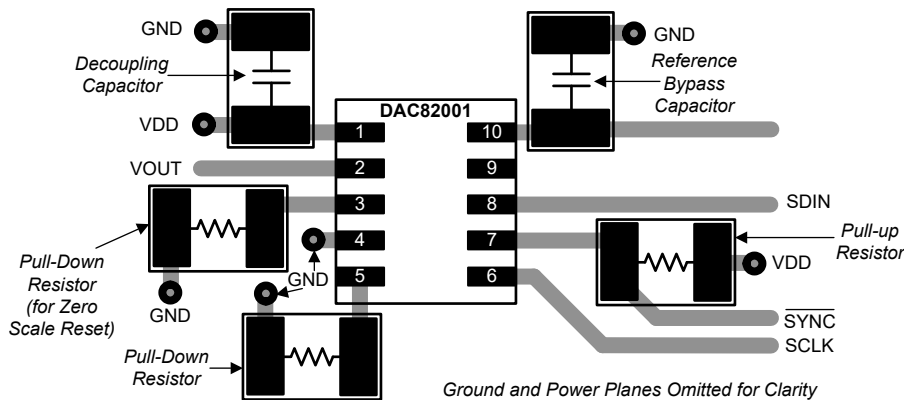 GND
Decoupling
Capacitor
VDD
GND
Reference
Bypass
Capacitor
DAC82001
1
10
2
9
3
8
4
7
5
6
VOUT
SDIN
Pull-Down
Resistor
(for Zero
Scale Reset)
GND
GND
Pull-up
Resistor
VDD
SYNC
SCLK
Pull-Down
Resistor
Ground and Power Planes Omitted for Clarity